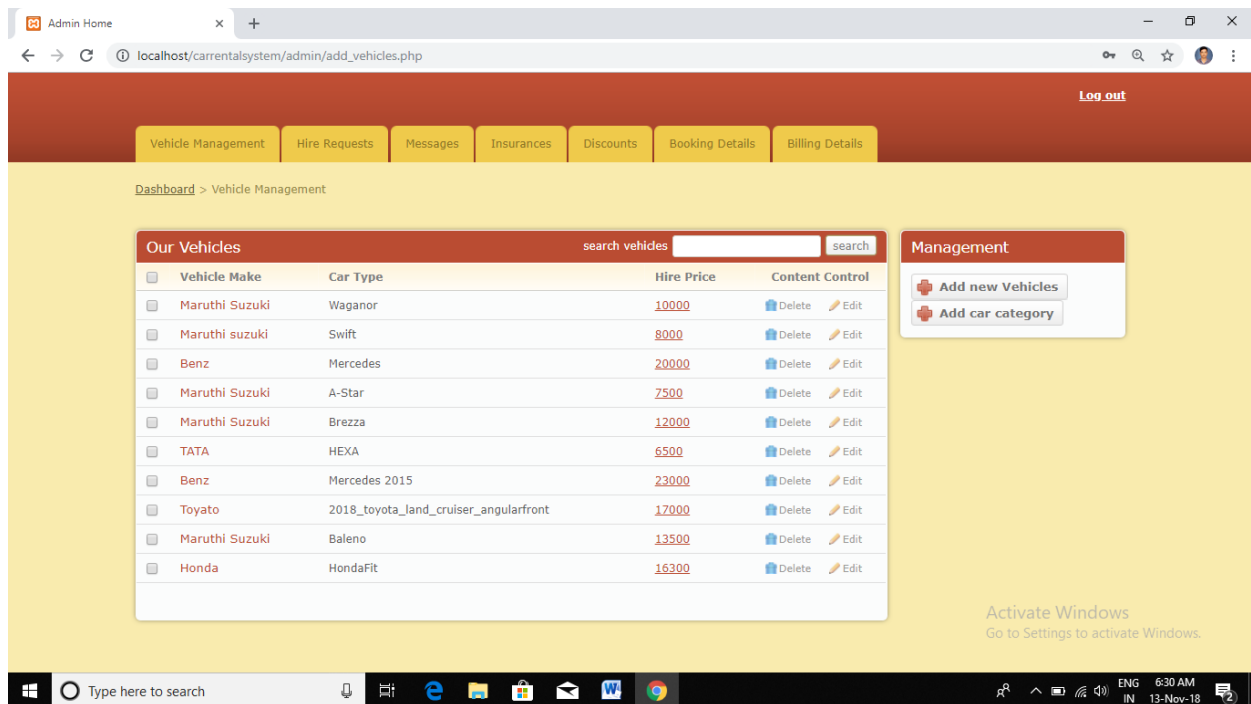 Admin Home
localhost/carrentalsystem/admin/add_vehicles.php
Log out
Vehicle Management Hire Requests Messages Insurances Discounts Booking Details Billing Details
Dashboard > Vehicle Management
Our Vehicles search vehicles search
Vehicle Make Car Type Hire Price Content Control
Maruthi Suzuki Waganor 10000 Delete Edit
Maruthi suzuki Swift 8000 Delete Edit
Benz Mercedes 20000 Delete Edit
Maruthi Suzuki A-Star 7500 Delete Edit
Maruthi Suzuki Brezza 12000 Delete Edit
TATA HEXA 6500 Delete Edit
Benz Mercedes 2015 23000 Delete Edit
Toyato 2018_toyota_land_cruiser_angularfront 17000 Delete Edit
Maruthi Suzuki Baleno 13500 Delete Edit
Honda HondaFit 16300 Delete Edit
Management
Add new Vehicles
Add car category
Activate Windows
Go to Settings to activate Windows.
Type here to search
ENG 6:30 AM
IN 13-Nov-18 2